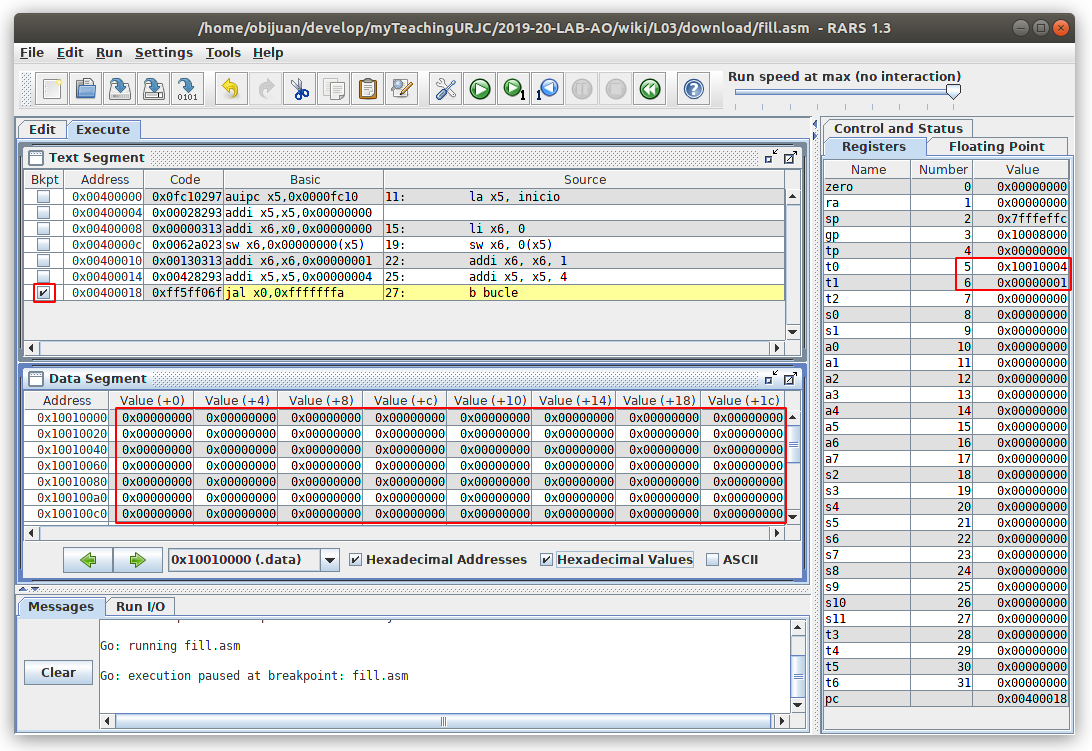 /home/obijuan/develop/myTeachingURJC/2019-20-LAB-AO/wiki/L03/download/fill.asm - RARS 1.3
File Edit Run Settings Tools Help
Run speed at max (no interaction)
0101 1 1
Edit Execute
Text Segment
Bkpt Address Code Basic Source
0x00400000 0x0fc10297 auipc x5,0x0000fc10 11: la x5, inicio
0x00400004 0x00028293 addi x5,x5,0x00000000
0x00400008 0x00000313 addi x6,x0,0x00000000 15: li x6, 0
0x0040000c 0x0062a023 sw x6,0x00000000(x5) 19: sw x6, 0(x5)
0x00400010 0x00130313 addi x6,x6,0x00000001 22: addi x6, x6, 1
0x00400014 0x00428293 addi x5,x5,0x00000004 25: addi x5, x5, 4
0x00400018 0xff5ff06f jal x0,0xfffffffa 27: b bucle
Data Segment
Address Value (+0) Value (+4) Value (+8) Value (+c) Value (+10) Value (+14) Value (+18) Value (+1c)
0x10010000 0x00000000 0x00000000 0x00000000 0x00000000 0x00000000 0x00000000 0x00000000 0x00000000
0x10010020 0x00000000 0x00000000 0x00000000 0x00000000 0x00000000 0x00000000 0x00000000 0x00000000
0x10010040 0x00000000 0x00000000 0x00000000 0x00000000 0x00000000 0x00000000 0x00000000 0x00000000
0x10010060 0x00000000 0x00000000 0x00000000 0x00000000 0x00000000 0x00000000 0x00000000 0x00000000
0x10010080 0x00000000 0x00000000 0x00000000 0x00000000 0x00000000 0x00000000 0x00000000 0x00000000
0x100100a0 0x00000000 0x00000000 0x00000000 0x00000000 0x00000000 0x00000000 0x00000000 0x00000000
0x100100c0 0x00000000 0x00000000 0x00000000 0x00000000 0x00000000 0x00000000 0x00000000 0x00000000
0x10010000 (.data) Hexadecimal Addresses Hexadecimal Values ASCII
Messages Run I/O
Clear
Go: running fill.asm
Go: execution paused at breakpoint: fill.asm
Control and Status
Registers Floating Point
Name Number Value
zero 0 0x00000000
ra 1 0x00000000
sp 2 0x7fffeffc
gp 3 0x10008000
tp 4 0x00000000
t0 5 0x10010004
t1 6 0x00000001
t2 7 0x00000000
s0 8 0x00000000
s1 9 0x00000000
a0 10 0x00000000
a1 11 0x00000000
a2 12 0x00000000
a3 13 0x00000000
a4 14 0x00000000
a5 15 0x00000000
a6 16 0x00000000
a7 17 0x00000000
s2 18 0x00000000
s3 19 0x00000000
s4 20 0x00000000
s5 21 0x00000000
s6 22 0x00000000
s7 23 0x00000000
s8 24 0x00000000
s9 25 0x00000000
s10 26 0x00000000
s11 27 0x00000000
t3 28 0x00000000
t4 29 0x00000000
t5 30 0x00000000
t6 31 0x00000000
pc 0x00400018